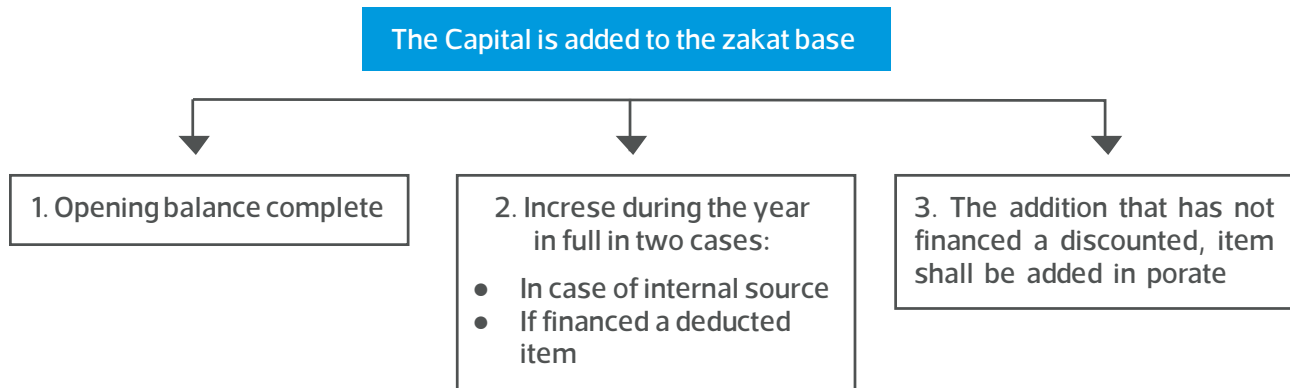 The Capital is added to the zakat base
1. Opening balance complete
2. Increse during the year
in full in two cases:
● In case of internal source
● If financed a deducted
item
3. The addition that has not
financed a discounted, item
shall be added in porate